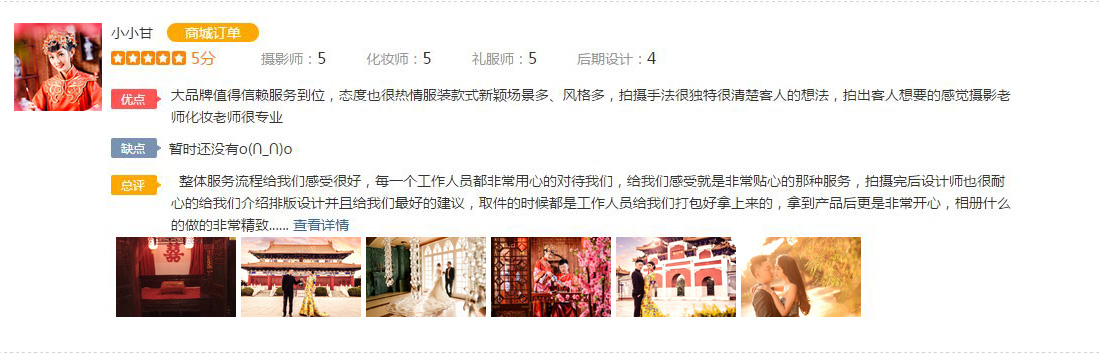 小小甘 商城订单
5分 摄影师：5 化妆师：5 礼服师：5 后期设计：4
优点 大品牌值得信赖服务到位，态度也很热情服装款式新颖场景多、风格多，拍摄手法很独特很清楚客人的想法，拍出客人想要的感觉摄影老
师化妆老师很专业
缺点 暂时还没有o(∩_∩)o
总评 整体服务流程给我们感受很好，每一个工作人员都非常用心的对待我们，给我们感受就是非常贴心的那种服务，拍摄完后设计师也很耐
心的给我们介绍排版设计并且给我们最好的建议，取件的时候都是工作人员给我们打包好拿上来的，拿到产品后更是非常开心，相册什么
的做的非常精致...... 查看详情
囍